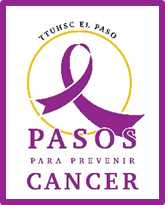 TTUHSC EL PASO
PASOS
PARA PREVENIR
CANCER